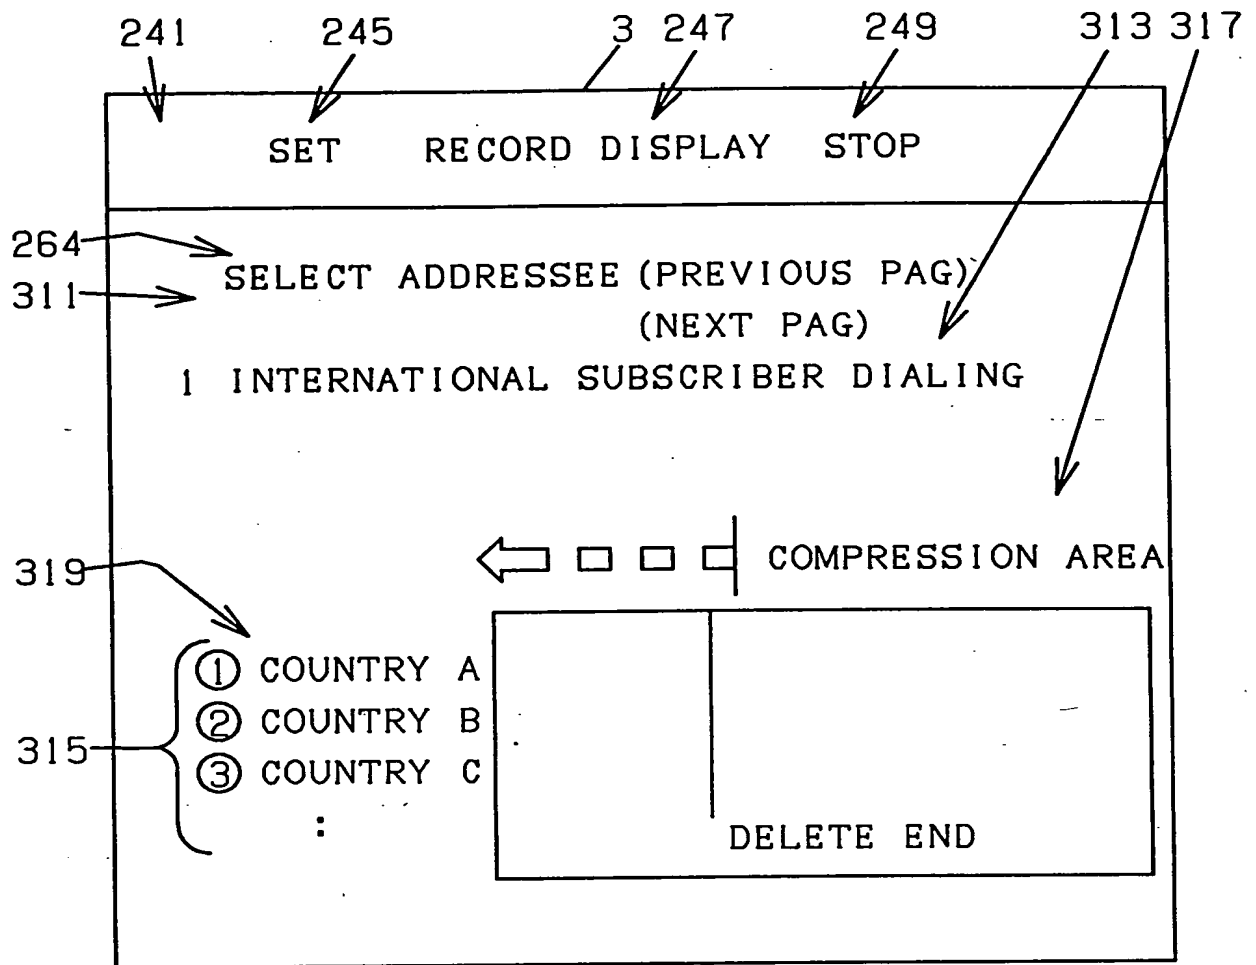 241 245 3 247 249 313 317
SET RECORD DISPLAY STOP
264
SELECT ADDRESSEE (PREVIOUS PAG)
311
(NEXT PAG)
1 INTERNATIONAL SUBSCRIBER DIALING
COMPRESSION AREA
319
① COUNTRY A
② COUNTRY B
315
③ COUNTRY C
:
DELETE END